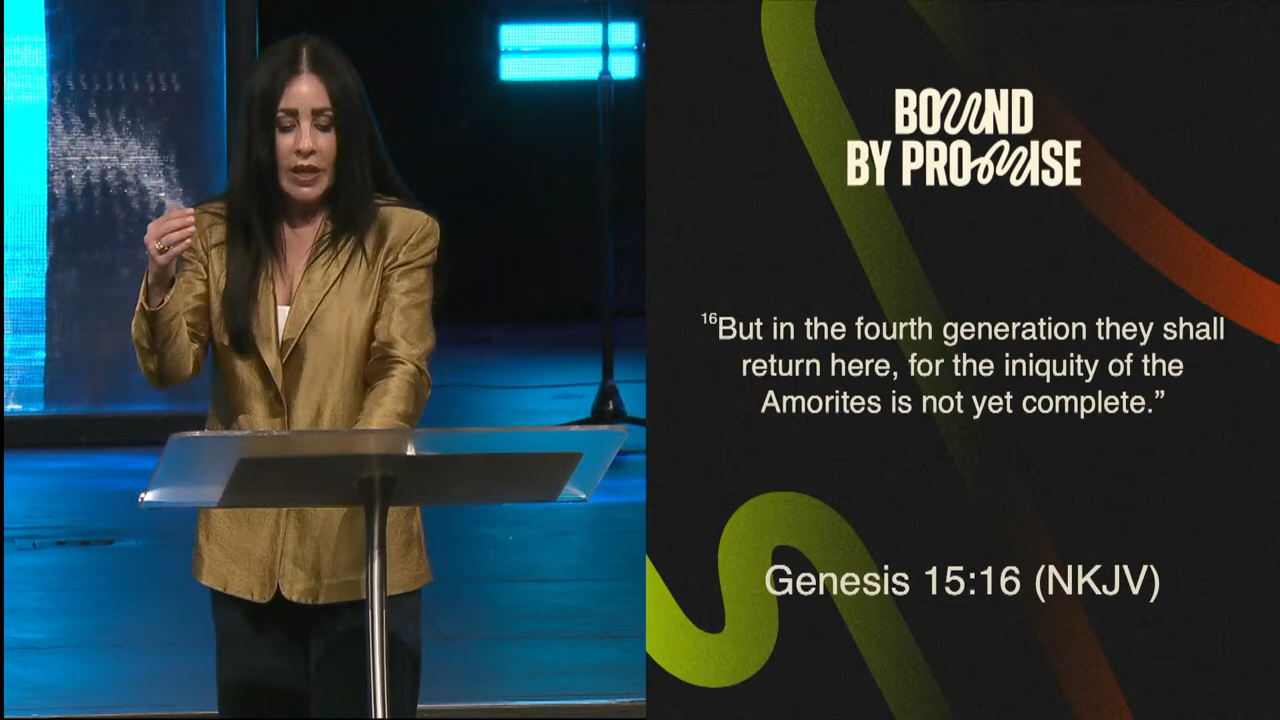 BOUND
BY PROMISE
16But in the fourth generation they shall
return here, for the iniquity of the
Amorites is not yet complete.”
Genesis 15:16 (NKJV)